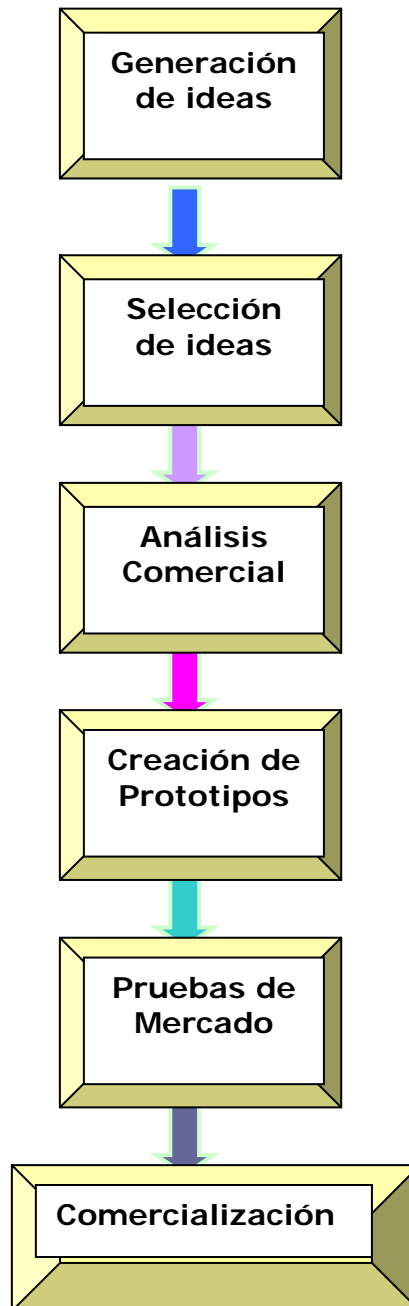 Generación
de ideas
Selección
de ideas
Análisis
Comercial
Creación de
Prototipos
Pruebas de
Mercado
Comercialización